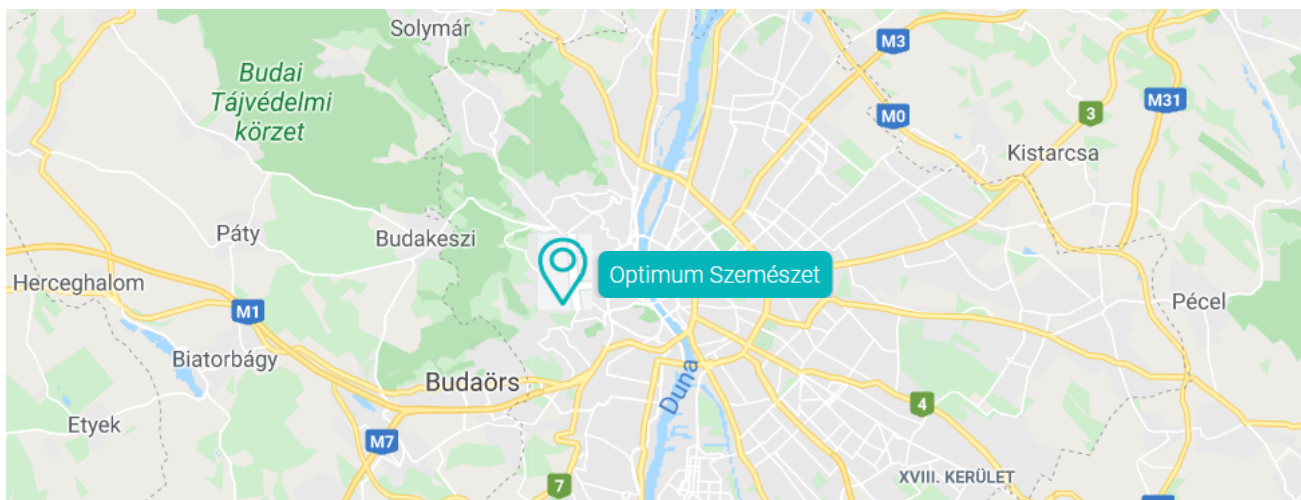 Solymár
M3
Budai
Tájvédelmi
körzet
M31
M0
3
Kistarcsa
Páty
Budakeszi
Optimum Szemészet
Herceghalom
M1
Pécel
Biatorbágy
Budaörs
Duna
4
Etyek
M7
XVIII. KERÜLET
7